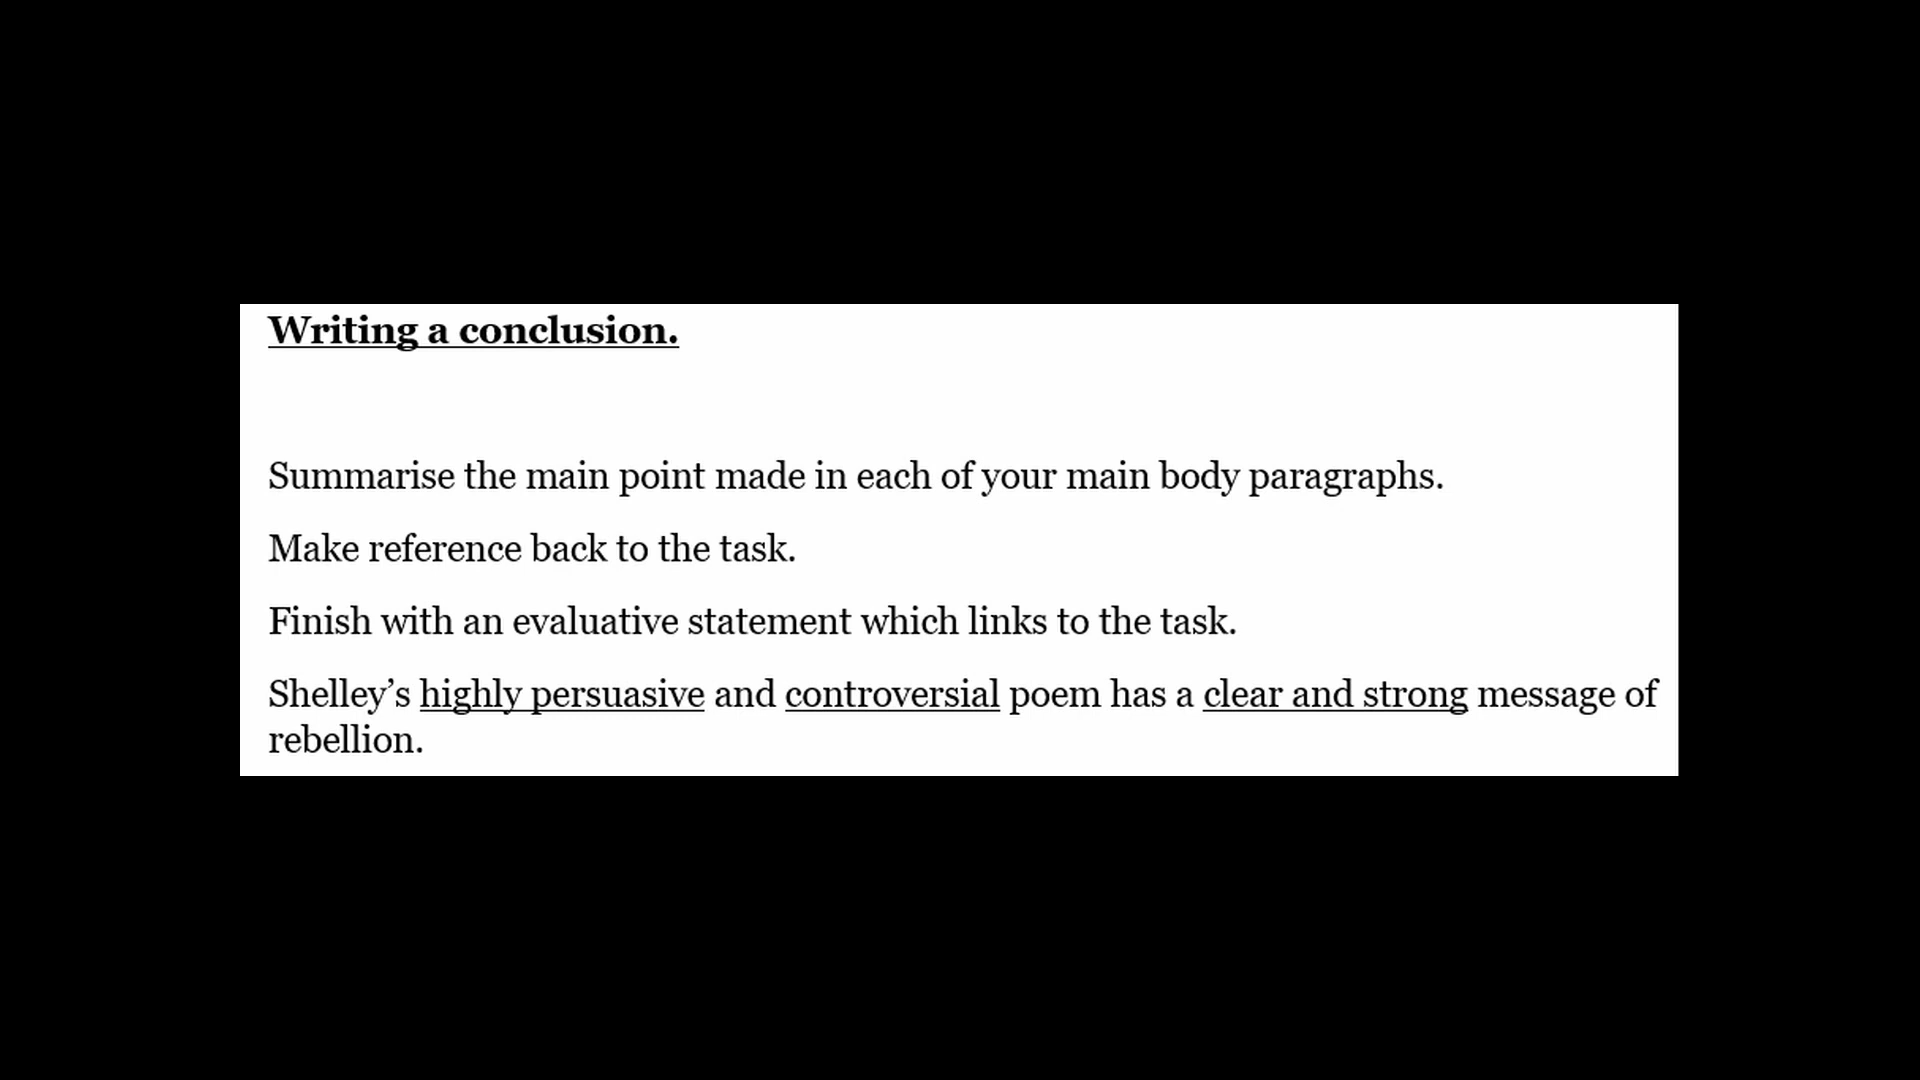 Writing a conclusion.
Summarise the main point made in each of your main body paragraphs.
Make reference back to the task.
Finish with an evaluative statement which links to the task.
Shelley’s highly persuasive and controversial poem has a clear and strong message of
rebellion.